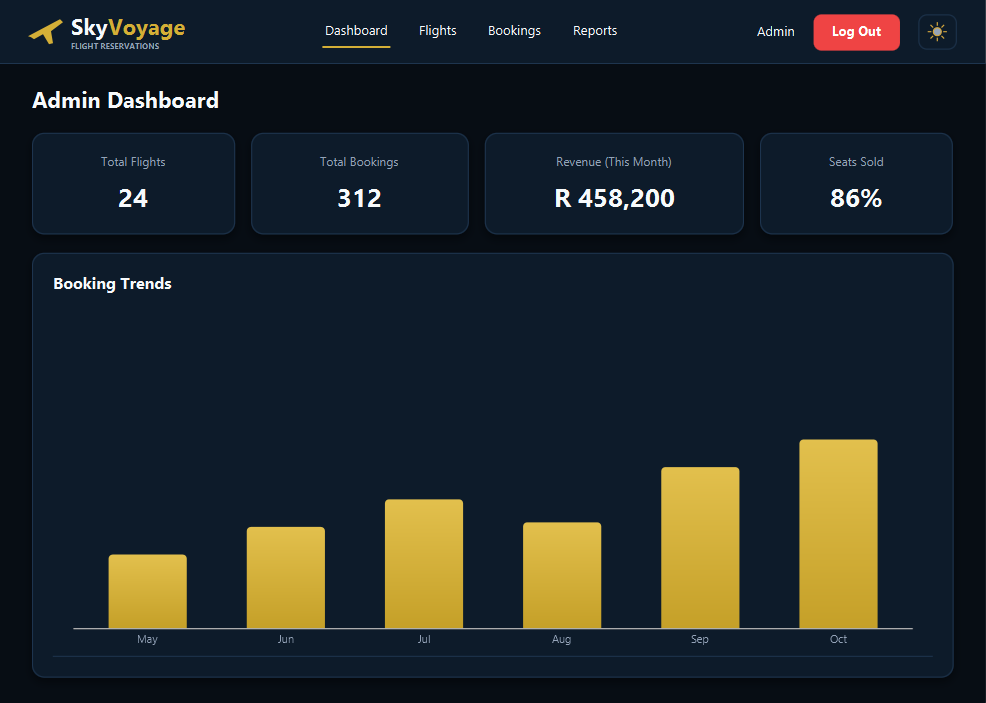 SkyVoyage
FLIGHT RESERVATIONS
Dashboard Flights Bookings Reports
Admin Log Out
Admin Dashboard
Total Flights
24
Total Bookings
312
Revenue (This Month)
R 458,200
Seats Sold
86%
Booking Trends
May Jun Jul Aug Sep Oct